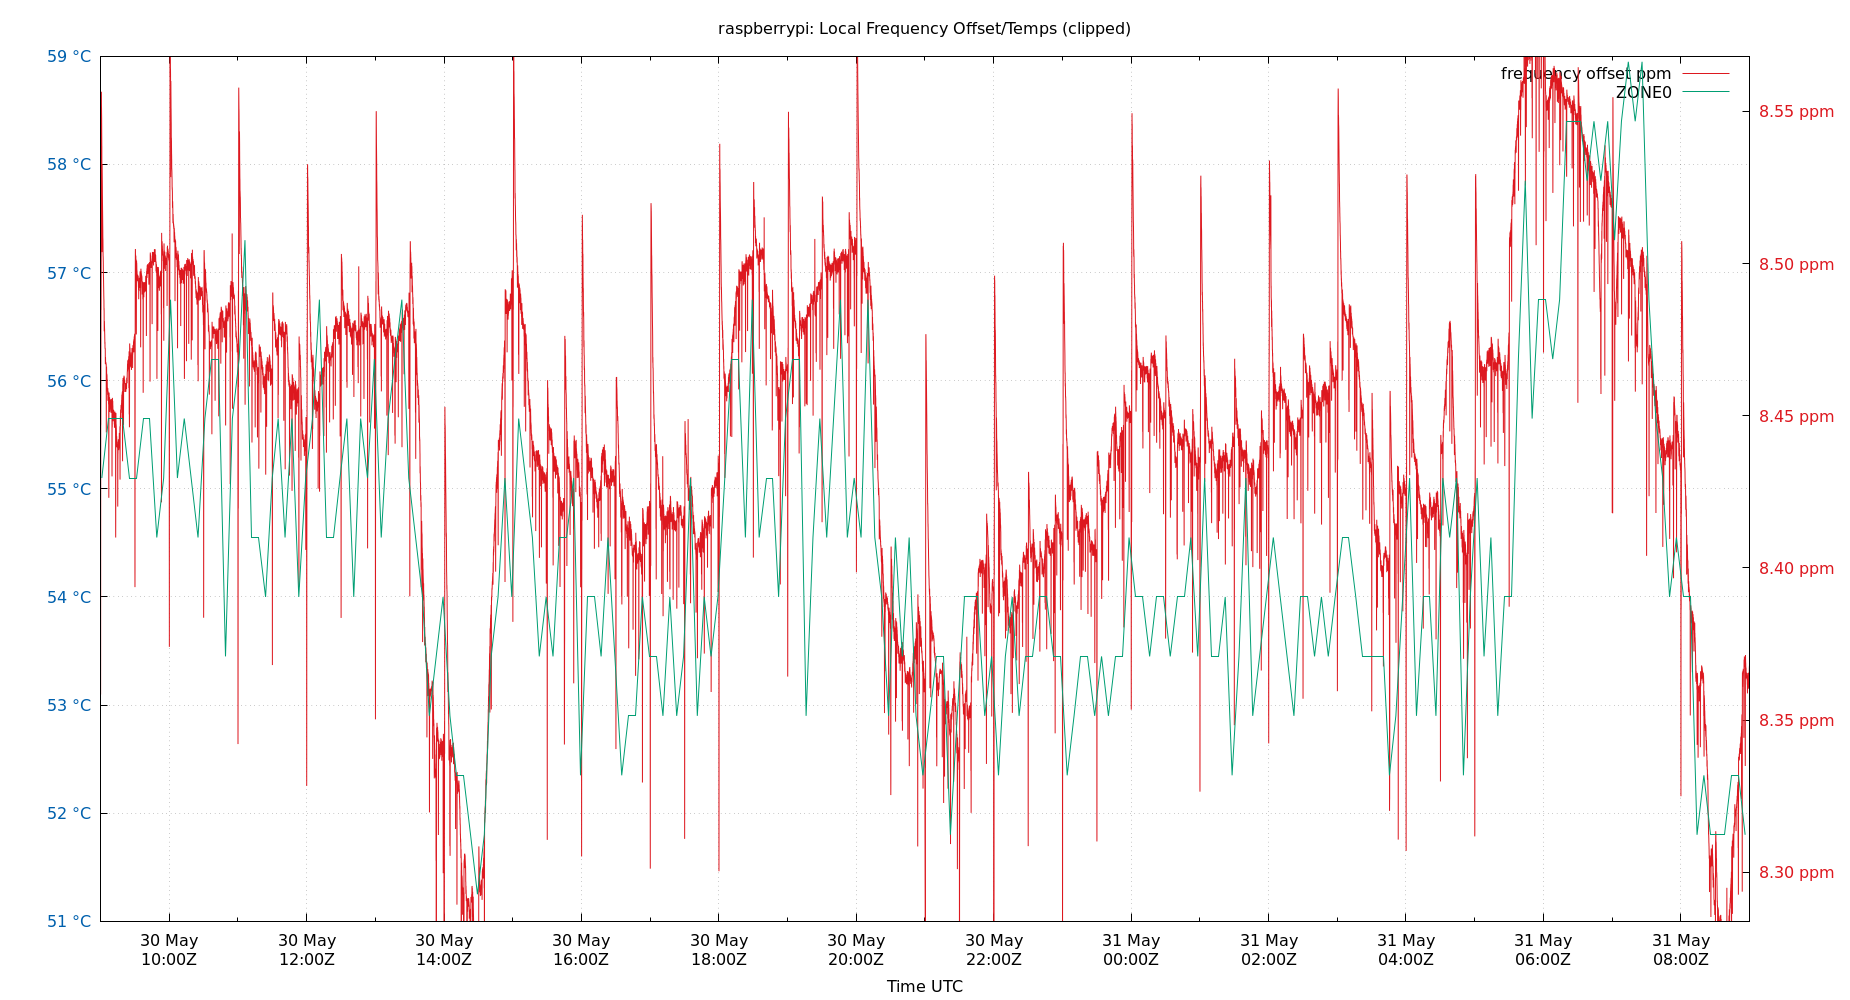 raspberrypi: Local Frequency Offset/Temps (clipped)
frequency offset ppm
ZONE0
59 °C
58 °C
57 °C
56 °C
55 °C
54 °C
53 °C
52 °C
51 °C
8.55 ppm
8.50 ppm
8.45 ppm
8.40 ppm
8.35 ppm
8.30 ppm
30 May 10:00Z
30 May 12:00Z
30 May 14:00Z
30 May 16:00Z
30 May 18:00Z
30 May 20:00Z
30 May 22:00Z
31 May 00:00Z
31 May 02:00Z
31 May 04:00Z
31 May 06:00Z
31 May 08:00Z
Time UTC